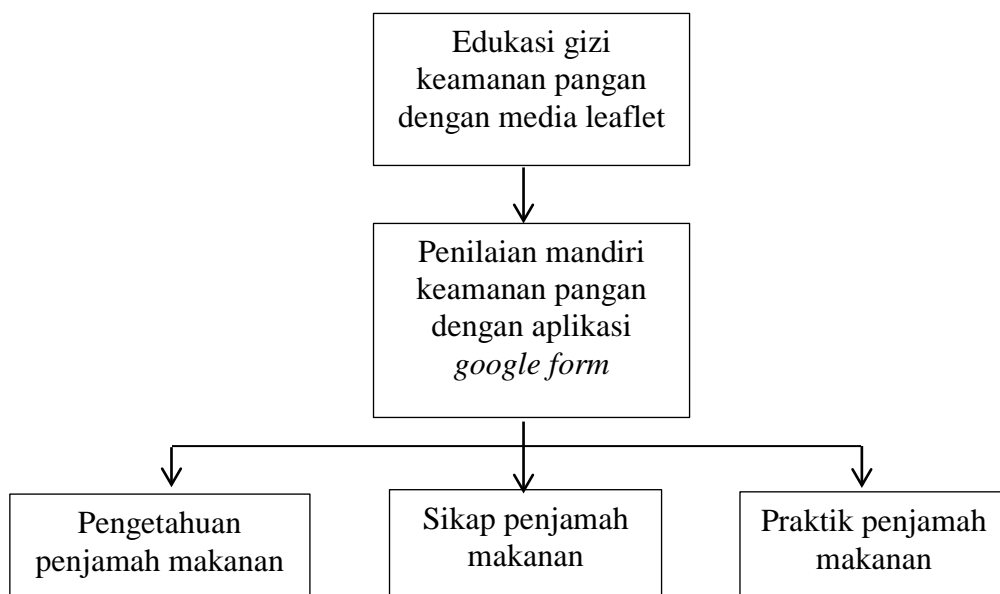 Edukasi gizi
keamanan pangan
dengan media leaflet
Penilaian mandiri
keamanan pangan
dengan aplikasi
google form
Pengetahuan
penjamah makanan
Sikap penjamah
makanan
Praktik penjamah
makanan